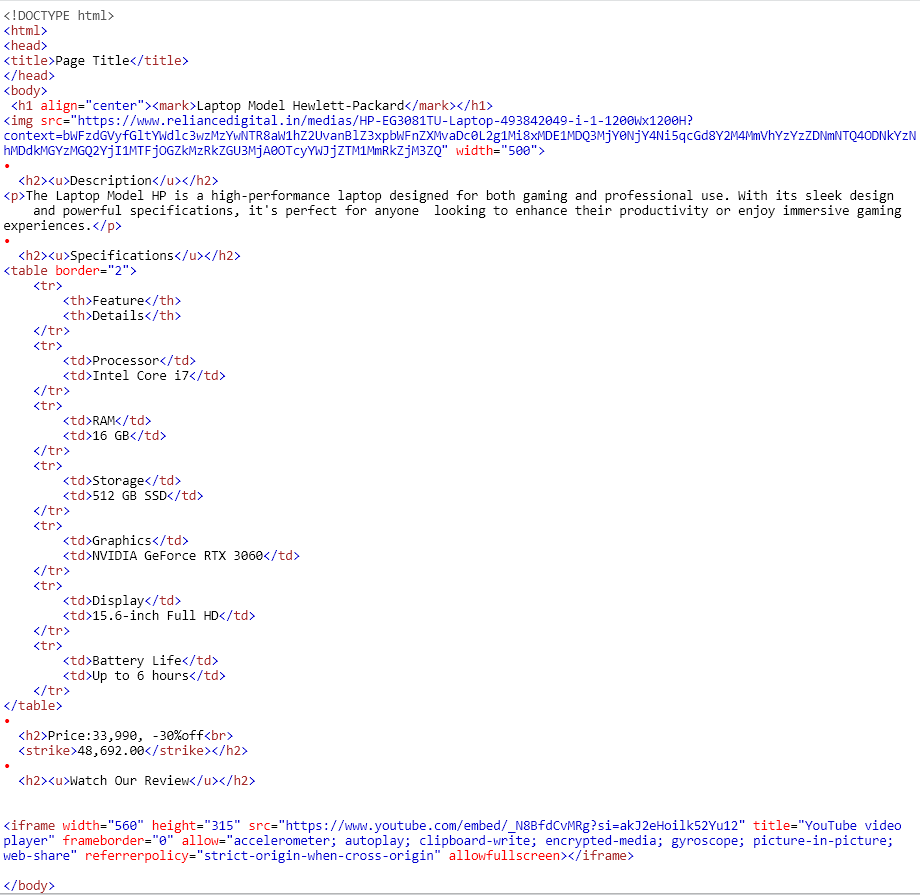 <!DOCTYPE html>
<html>
<head>
<title>Page Title</title>
</head>
<body>
<h1 align="center"><mark>Laptop Model Hewlett-Packard</mark></h1>
<img src="https://www.reliancedigital.in/medias/HP-EG3081TU-Laptop-493842049-i-1-1200Wx1200H?
context=bWFzdGVyfGltYWdlc3wzMzYwNTR8aW1hZ2UvanBlZ3xpbWFnZXMvaDc0L2g1Mi8xMDE1MDQ3MjY0NjY4Ni5qcGd8Y2M4MmVhYzYzZDNmNTQ4ODNkYzN
hMDdkMGYzMGQ2YjI1MTFjOGZkMzRkZGU3MjA0OTcyYWJjZTM1MmRkZjM3ZQ" width="500">
•
<h2><u>Description</u></h2>
<p>The Laptop Model HP is a high-performance laptop designed for both gaming and professional use. With its sleek design
and powerful specifications, it's perfect for anyone  looking to enhance their productivity or enjoy immersive gaming
experiences.</p>
•
<h2><u>Specifications</u></h2>
<table border="2">
<tr>
<th>Feature</th>
<th>Details</th>
</tr>
<tr>
<td>Processor</td>
<td>Intel Core i7</td>
</tr>
<tr>
<td>RAM</td>
<td>16 GB</td>
</tr>
<tr>
<td>Storage</td>
<td>512 GB SSD</td>
</tr>
<tr>
<td>Graphics</td>
<td>NVIDIA GeForce RTX 3060</td>
</tr>
<tr>
<td>Display</td>
<td>15.6-inch Full HD</td>
</tr>
<tr>
<td>Battery Life</td>
<td>Up to 6 hours</td>
</tr>
</table>
•
<h2>Price:33,990, -30%off<br>
<strike>48,692.00</strike></h2>
•
<h2><u>Watch Our Review</u></h2>
<iframe width="560" height="315" src="https://www.youtube.com/embed/_N8BfdCvMRg?si=akJ2eHoilk52Yu12" title="YouTube video
player" frameborder="0" allow="accelerometer; autoplay; clipboard-write; encrypted-media; gyroscope; picture-in-picture;
web-share" referrerpolicy="strict-origin-when-cross-origin" allowfullscreen></iframe>
</body>